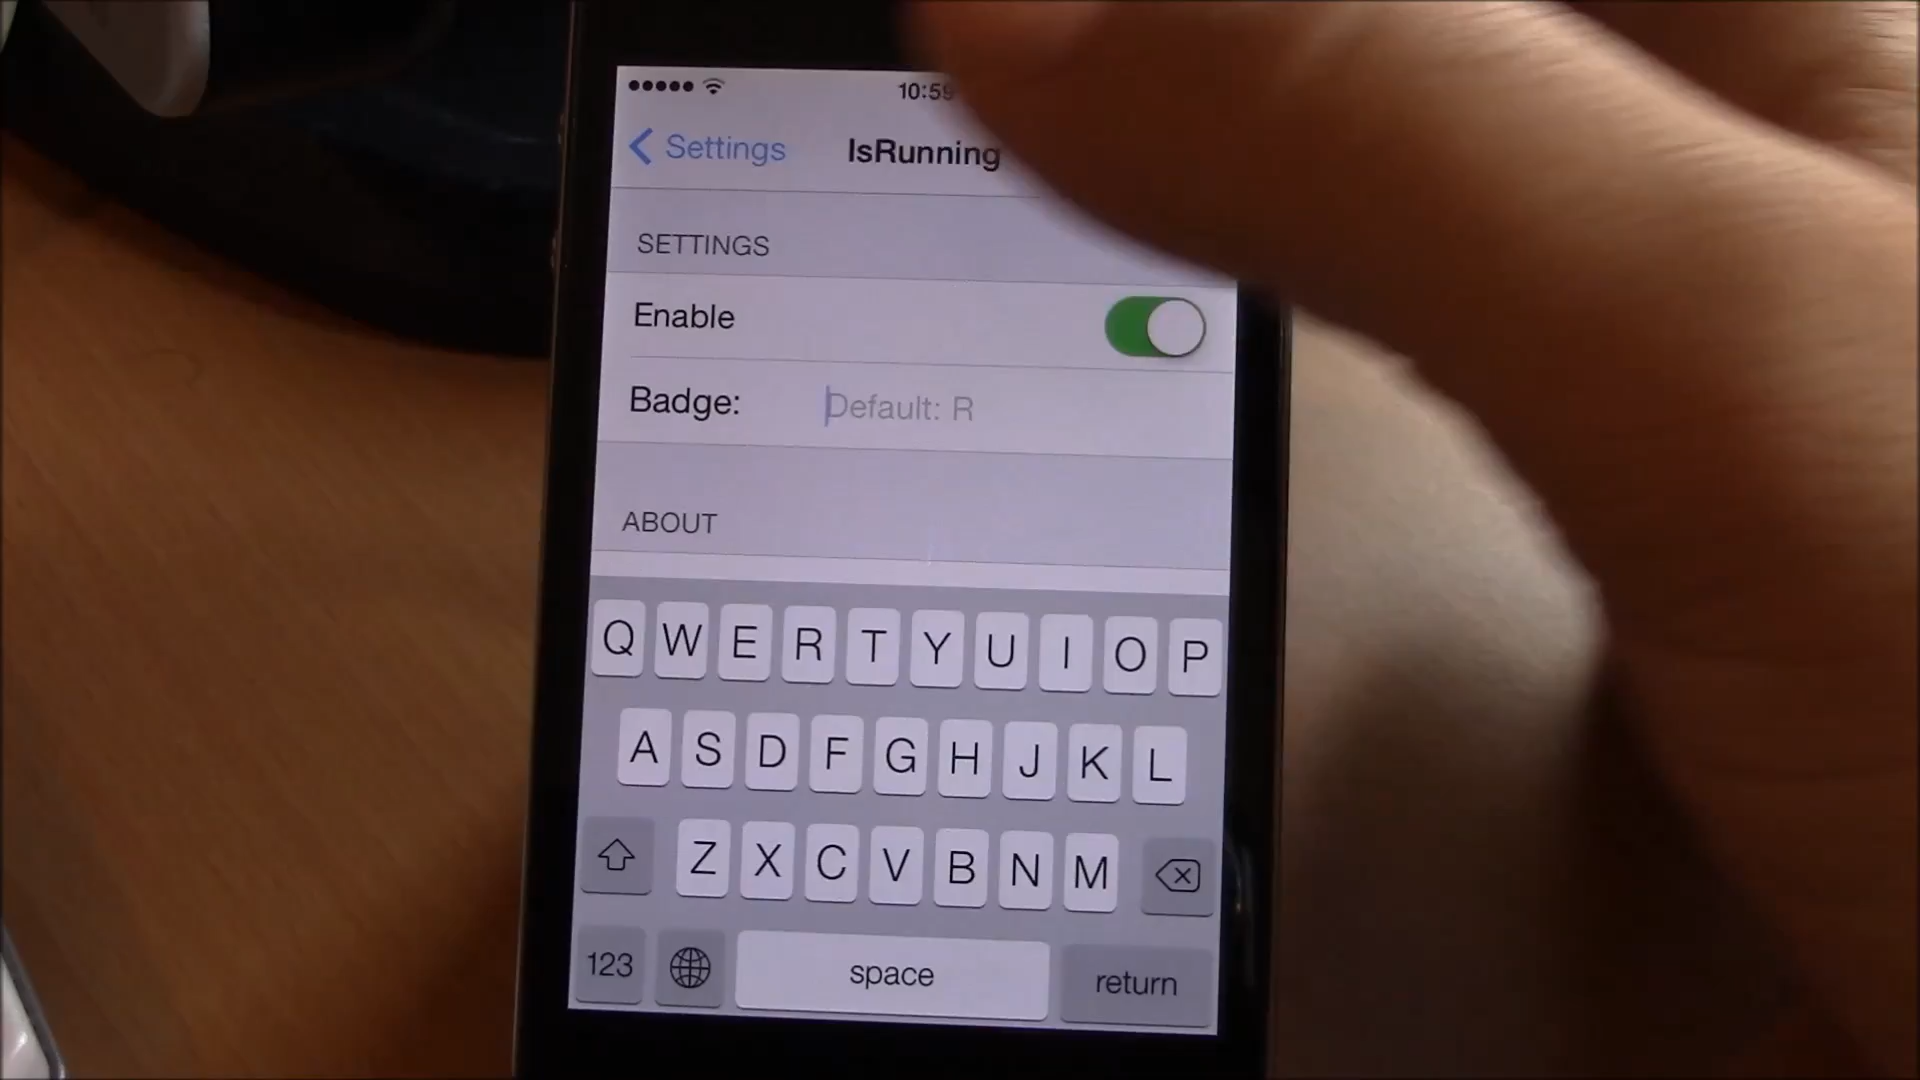 10:59
Settings IsRunning
SETTINGS
Enable
Badge: Default: R
ABOUT
Q W E R T Y U I O P
A S D F G H J K L
Z X C V B N M
123 space return